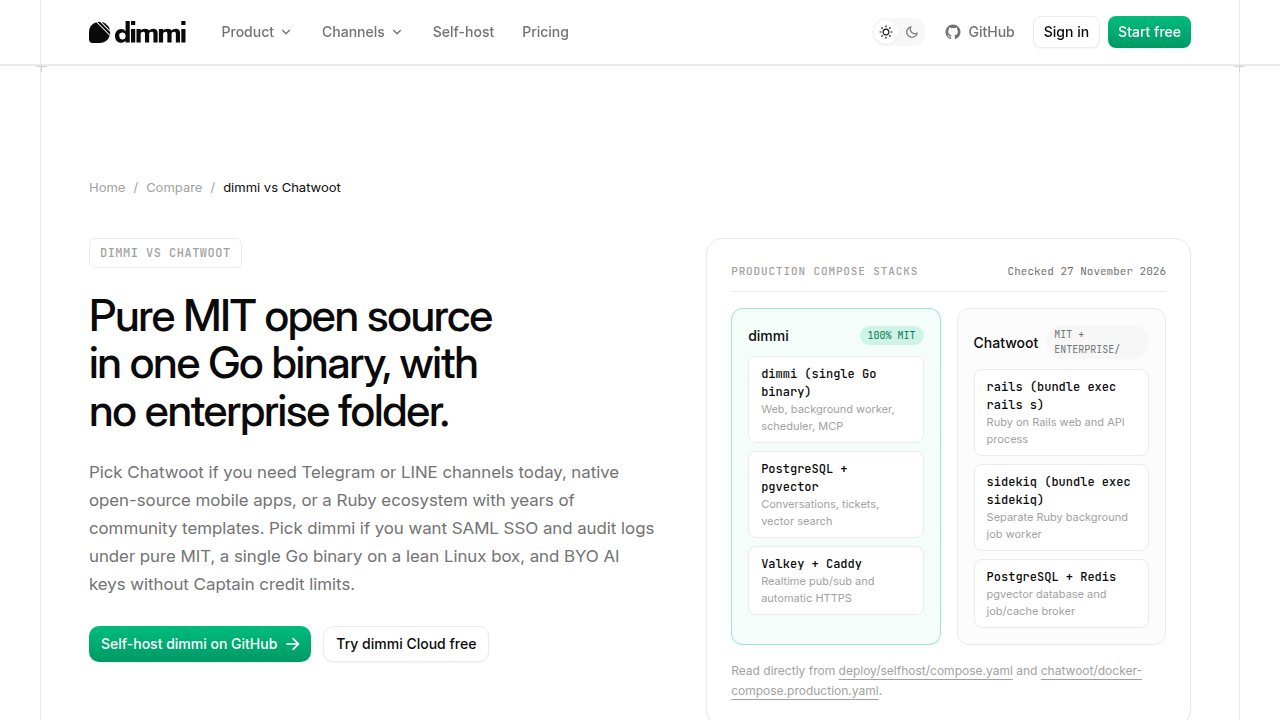 dimmi
Product
Channels
Self-host
Pricing
GitHub
Sign in
Start free
Home / Compare / dimmi vs Chatwoot
DIMMI VS CHATWOOT
Pure MIT open source
in one Go binary, with
no enterprise folder.
Pick Chatwoot if you need Telegram or LINE channels today, native
open-source mobile apps, or a Ruby ecosystem with years of
community templates. Pick dimmi if you want SAML SSO and audit logs
under pure MIT, a single Go binary on a lean Linux box, and BYO AI
keys without Captain credit limits.
Self-host dimmi on GitHub
Try dimmi Cloud free
PRODUCTION COMPOSE STACKS
Checked 27 November 2026
dimmi
100% MIT
dimmi (single Go
binary)
Web, background worker,
scheduler, MCP
PostgreSQL +
pgvector
Conversations, tickets,
vector search
Valkey + Caddy
Realtime pub/sub and
automatic HTTPS
Chatwoot
MIT +
ENTERPRISE/
rails (bundle exec
rails s)
Ruby on Rails web and API
process
sidekiq (bundle exec
sidekiq)
Separate Ruby background
job worker
PostgreSQL + Redis
pgvector database and
job/cache broker
Read directly from deploy/selfhost/compose.yaml and chatwoot/docker-
compose.production.yaml.